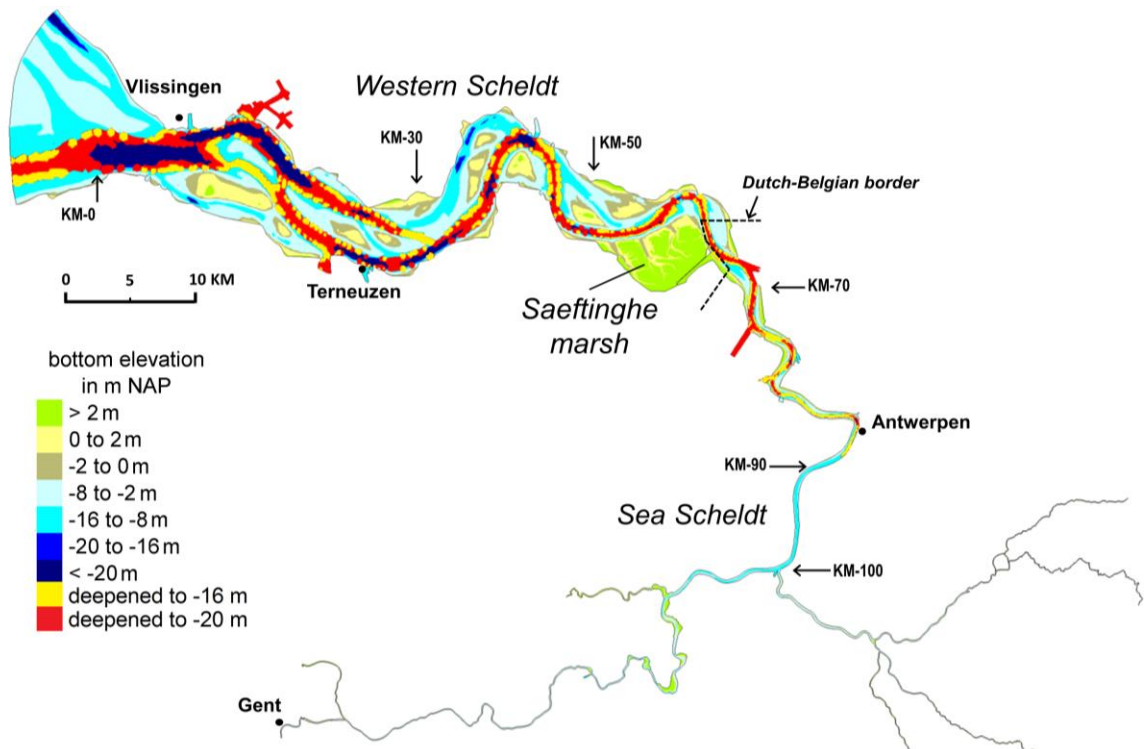 Vlissingen
Western Scheldt
KM-30
KM-50
Dutch-Belgian border
KM-0
0 5 10 KM
Terneuzen
KM-70
Saeftinghe
marsh
bottom elevation
in m NAP
> 2 m
0 to 2 m
-2 to 0 m
-8 to -2 m
-16 to -8 m
-20 to -16 m
< -20 m
deepened to -16 m
deepened to -20 m
Antwerpen
KM-90
Sea Scheldt
KM-100
Gent